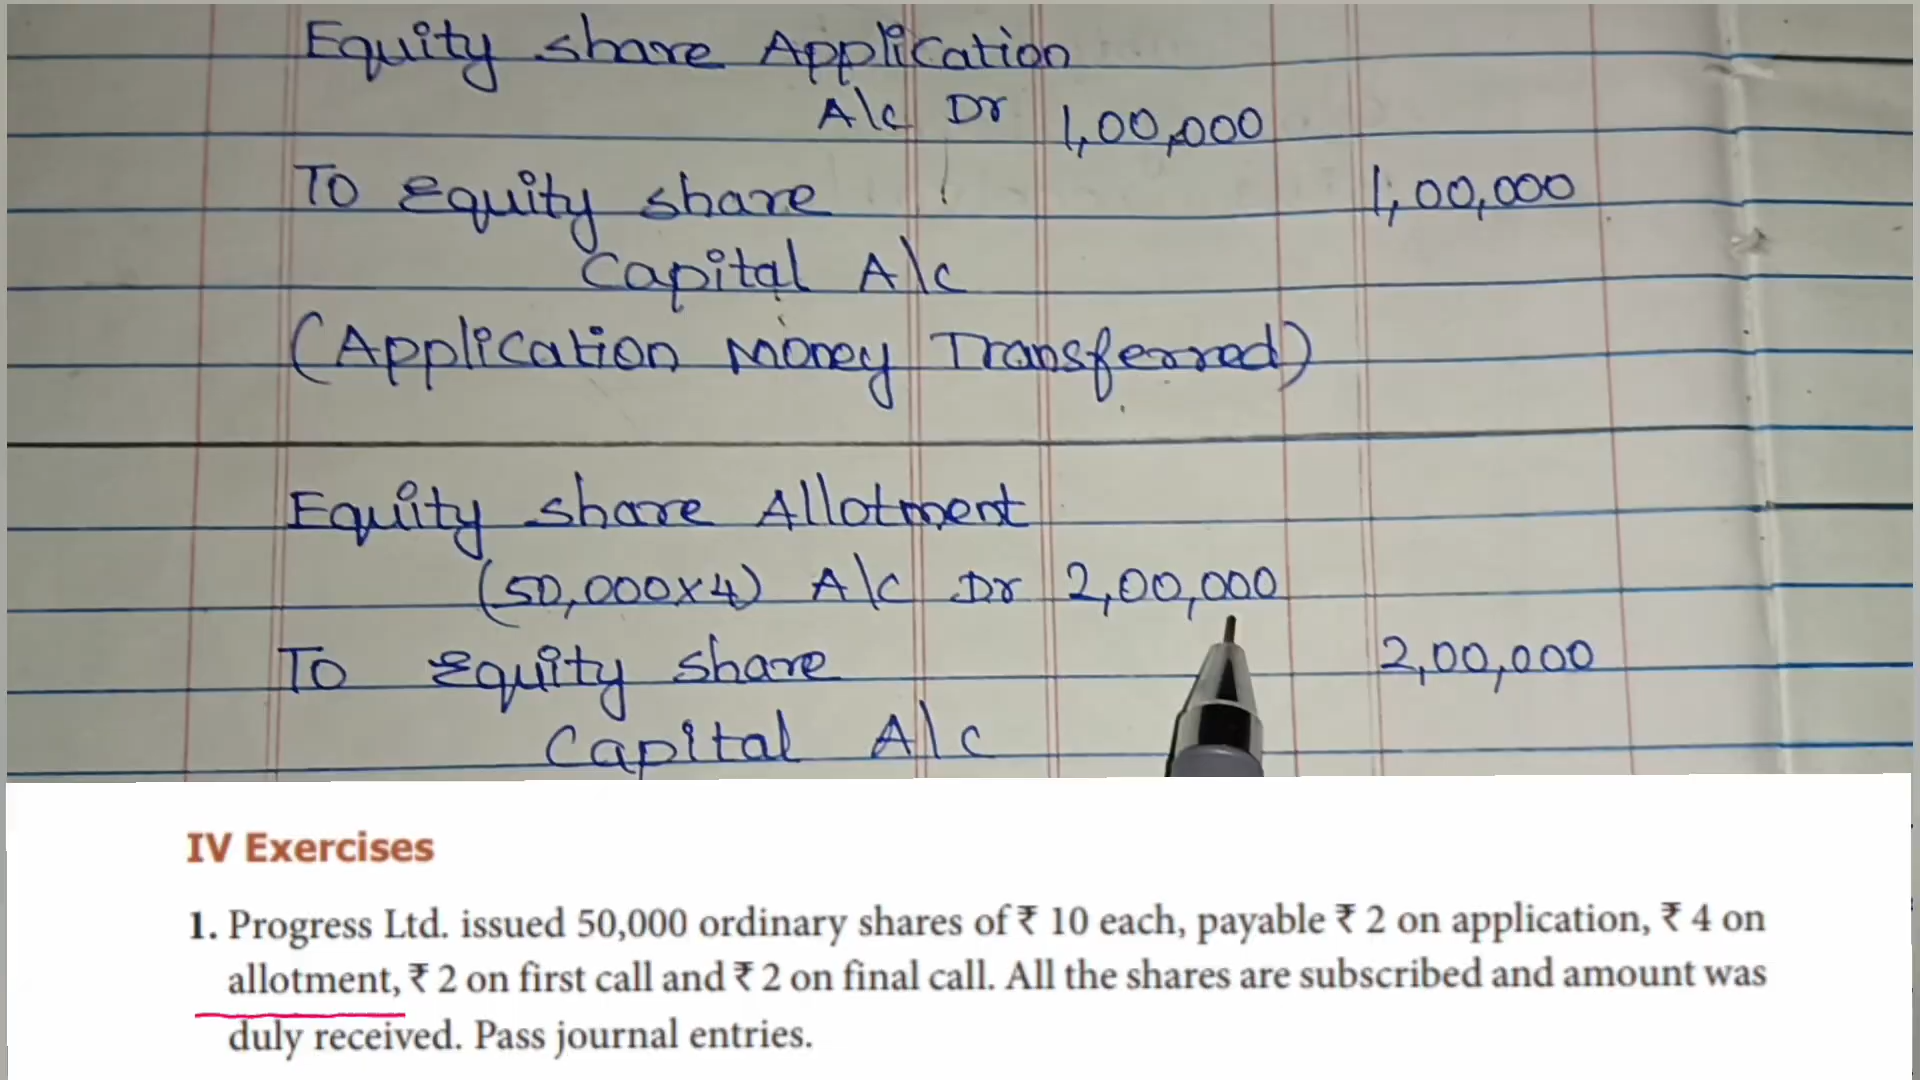 Equity share Application
A/c Dr 1,00,000
To equity share 1,00,000
Capital A/c
(Application Money Transferred)
Equity share Allotment
(50,000x4) A/c Dr 2,00,000
To Equity share 2,00,000
Capital A/c
IV Exercises
1. Progress Ltd. issued 50,000 ordinary shares of ₹ 10 each, payable ₹ 2 on application, ₹ 4 on
allotment, ₹ 2 on first call and ₹ 2 on final call. All the shares are subscribed and amount was
duly received. Pass journal entries.